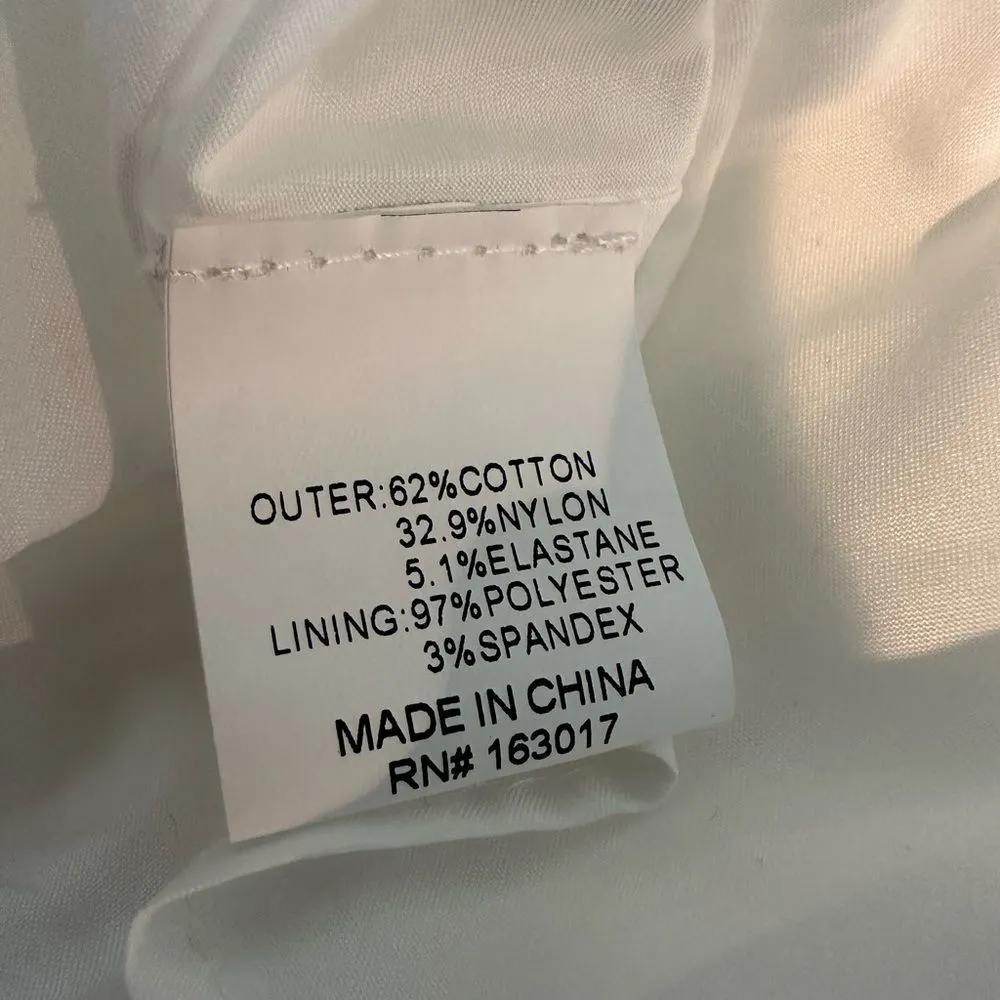 OUTER:62%COTTON
32.9%NYLON
5.1%ELASTANE
LINING:97%POLYESTER
3%SPANDEX
MADE IN CHINA
RN# 163017